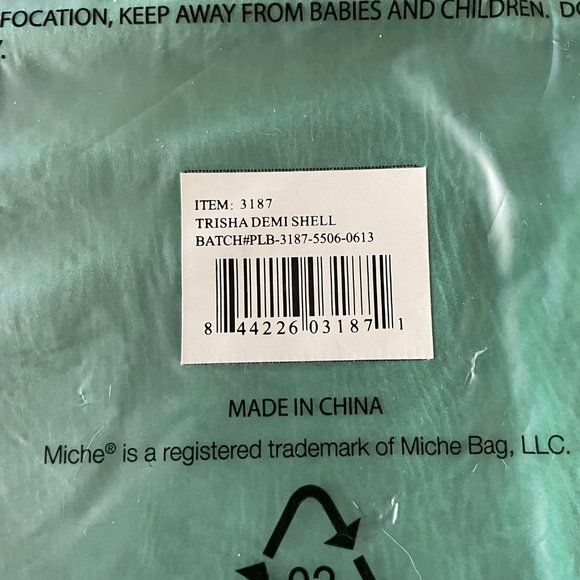 FOCATION, KEEP AWAY FROM BABIES AND CHILDREN. DO
ITEM: 3187
TRISHA DEMI SHELL
BATCH#PLB-3187-5506-0613
8 44226 03187 1
MADE IN CHINA
Miche® is a registered trademark of Miche Bag, LLC.